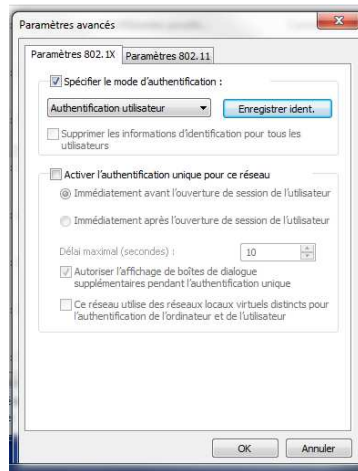 Paramètres avancés
Paramètres 802.1X Paramètres 802.11
Spécifier le mode d'authentification :
Authentification utilisateur Enregistrer ident.
Supprimer les informations d'identification pour tous les
utilisateurs
Activer l'authentification unique pour ce réseau
Immédiatement avant l'ouverture de session de l'utilisateur
Immédiatement après l'ouverture de session de l'utilisateur
Délai maximal (secondes) : 10
Autoriser l'affichage de boîtes de dialogue
supplémentaires pendant l'authentification unique
Ce réseau utilise des réseaux locaux virtuels distincts pour
l'authentification de l'ordinateur et de l'utilisateur
OK Annuler